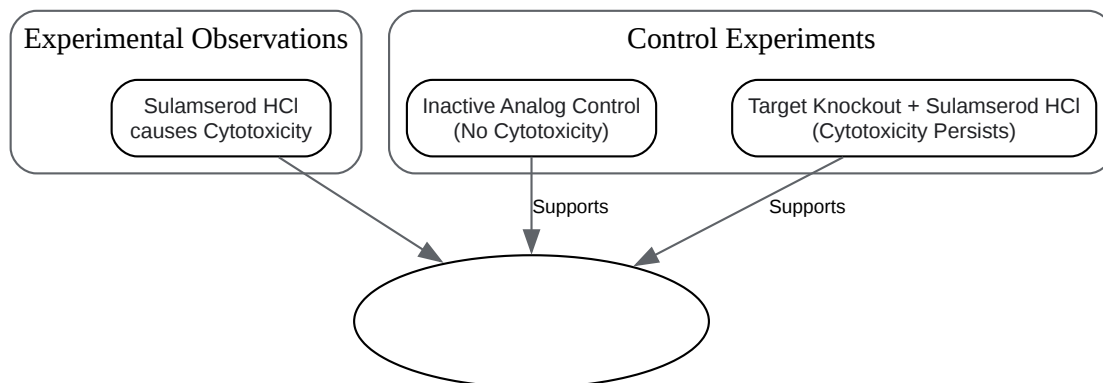 Experimental Observations
Control Experiments
Sulamserod HCl
causes Cytotoxicity
Inactive Analog Control
(No Cytotoxicity)
Target Knockout + Sulamserod HCl
(Cytotoxicity Persists)
Supports
Supports